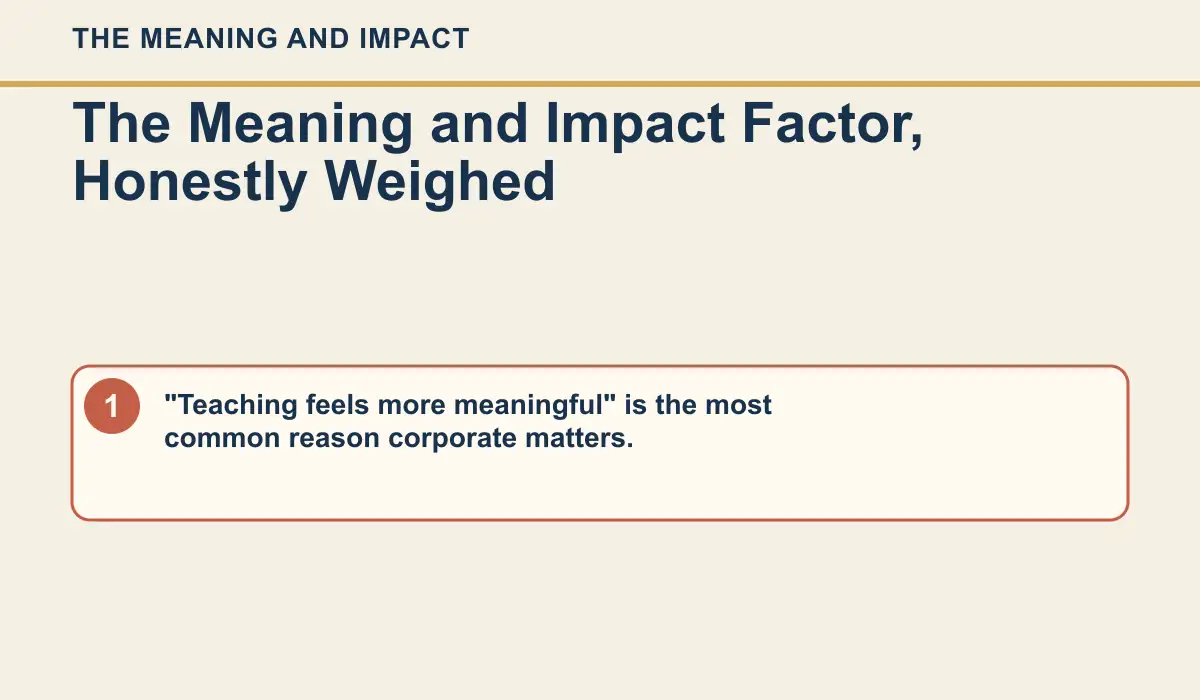 THE MEANING AND IMPACT
The Meaning and Impact Factor,
Honestly Weighed
1
"Teaching feels more meaningful" is the most
common reason corporate matters.